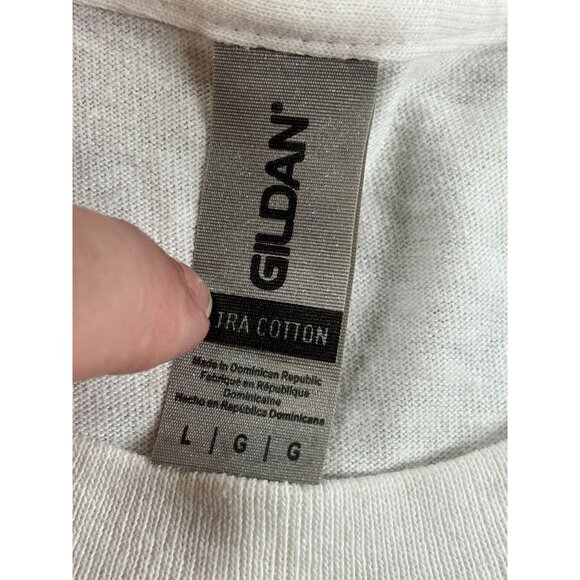 GILDAN®
TRA COTTON
Made in Dominican Republic
Fabriqué en République
Dominicaine
Hecho en República Dominicana
L | G | G